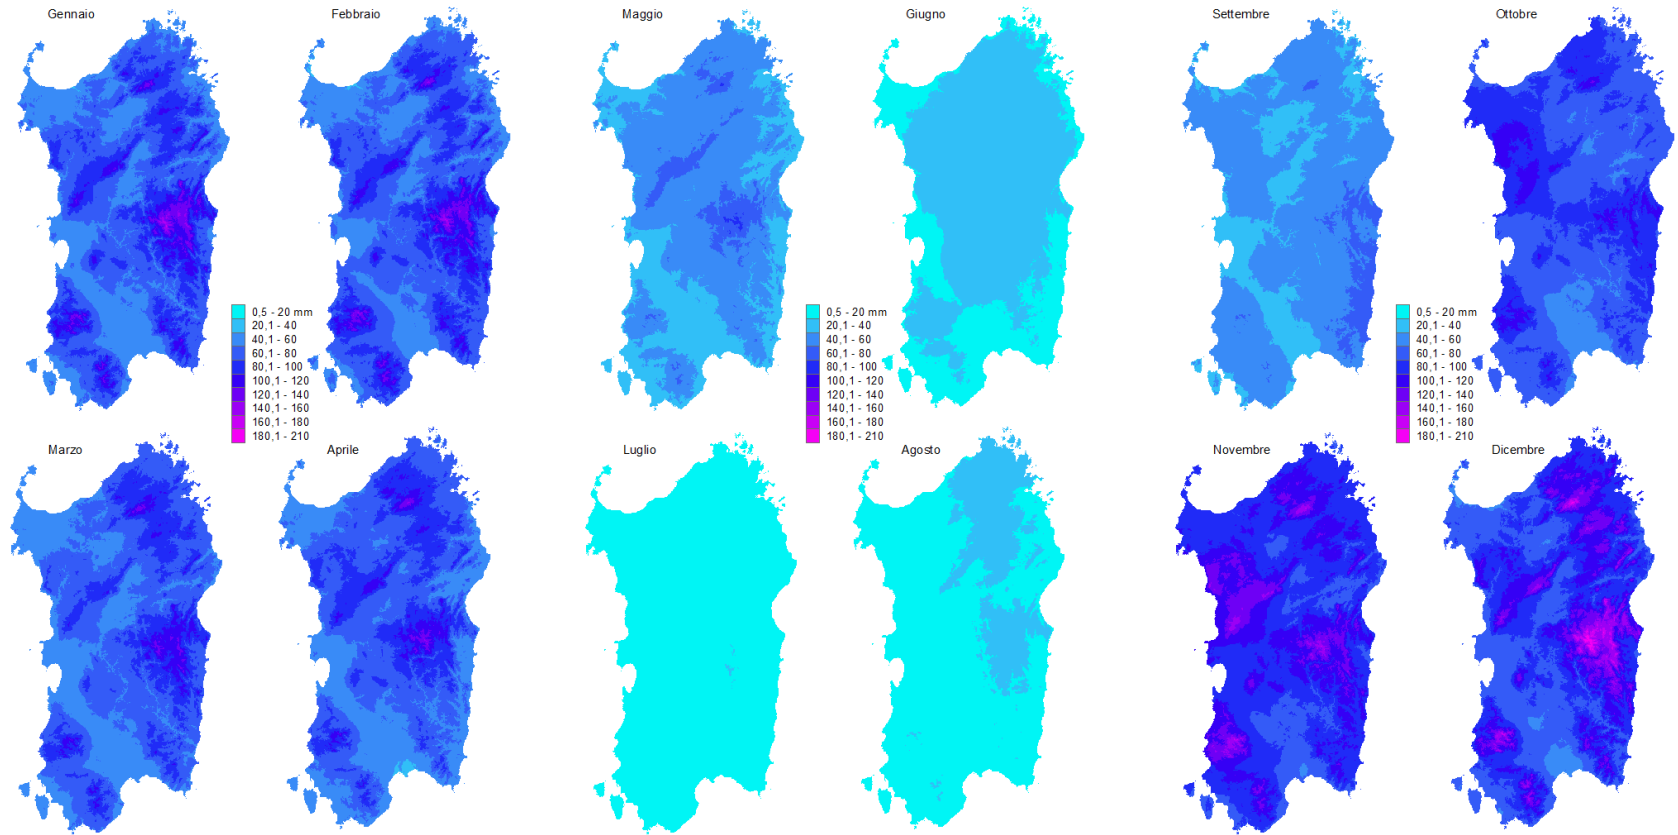 Gennaio
Febbraio
Maggio
Giugno
Settembre
Ottobre
0,5 - 20 mm
20,1 - 40
40,1 - 60
60,1 - 80
80,1 - 100
100,1 - 120
120,1 - 140
140,1 - 160
160,1 - 180
180,1 - 210
0,5 - 20 mm
20,1 - 40
40,1 - 60
60,1 - 80
80,1 - 100
100,1 - 120
120,1 - 140
140,1 - 160
160,1 - 180
180,1 - 210
0,5 - 20 mm
20,1 - 40
40,1 - 60
60,1 - 80
80,1 - 100
100,1 - 120
120,1 - 140
140,1 - 160
160,1 - 180
180,1 - 210
Marzo
Aprile
Luglio
Agosto
Novembre
Dicembre